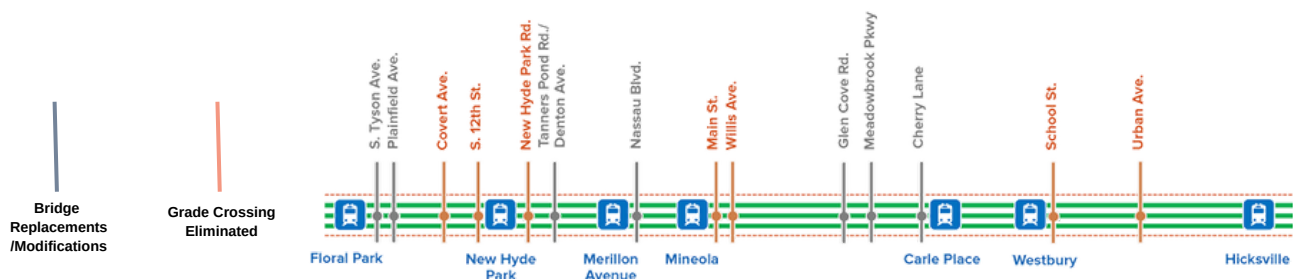 Bridge
Replacements
/Modifications
Grade Crossing
Eliminated
S. Tyson Ave.
Plainfield Ave.
Covert Ave.
S. 12th St.
New Hyde Park Rd.
Tanners Pond Rd./
Denton Ave.
Nassau Blvd.
Main St.
Willis Ave.
Glen Cove Rd.
Meadowbrook Pkwy
Cherry Lane
School St.
Urban Ave.
Floral Park
New Hyde
Park
Merillon
Avenue
Mineola
Carle Place
Westbury
Hicksville